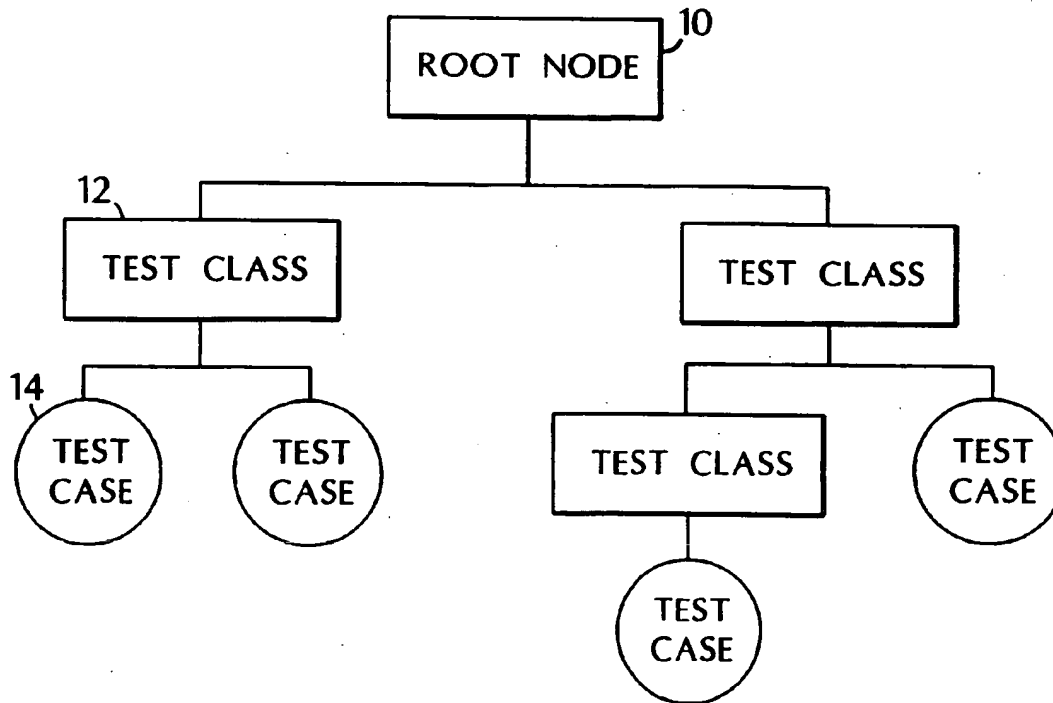 10
ROOT NODE
12
TEST CLASS
TEST CLASS
14
TEST
CASE
TEST
CASE
TEST CLASS
TEST
CASE
TEST
CASE